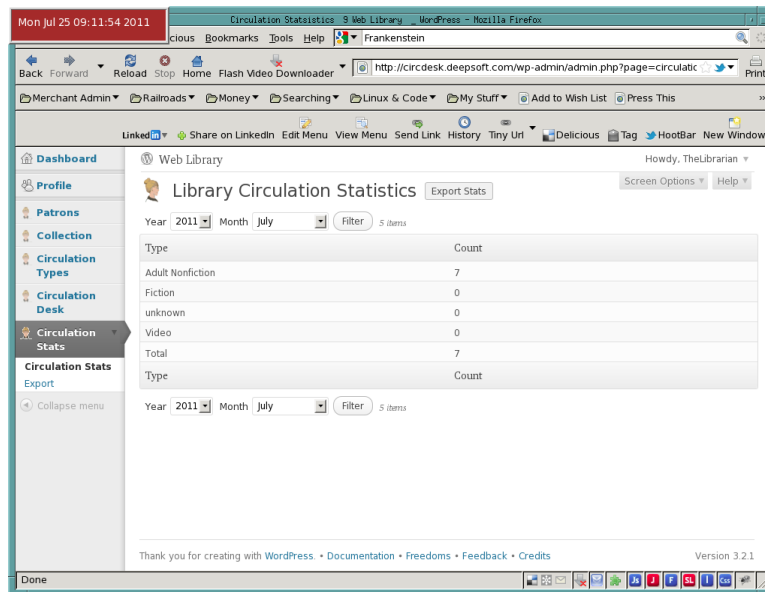 Mon Jul 25 09:11:54 2011
Circulation Statsistics 9 Web Library _ WordPress - Mozilla Firefox
cious Bookmarks Tools Help Frankenstein
Back Forward Reload Stop Home Flash Video Downloader http://circdesk.deepsoft.com/wp-admin/admin.php?page=circulatic Print
Merchant Admin Railroads Money Searching Linux & Code My Stuff Add to Wish List Press This »
Linked in Share on LinkedIn Edit Menu View Menu Send Link History Tiny Url Delicious Tag HootBar New Window
Dashboard
Profile
Patrons
Collection
Circulation
Types
Circulation
Desk
Circulation
Stats
Circulation Stats
Export
Collapse menu
Web Library Howdy, TheLibrarian
Screen Options Help
Library Circulation Statistics Export Stats
Year 2011 Month July Filter 5 items
Type Count
Adult Nonfiction 7
Fiction 0
unknown 0
Video 0
Total 7
Type Count
Year 2011 Month July Filter 5 items
Thank you for creating with WordPress. • Documentation • Freedoms • Feedback • Credits Version 3.2.1
Done Js J F SL I Css